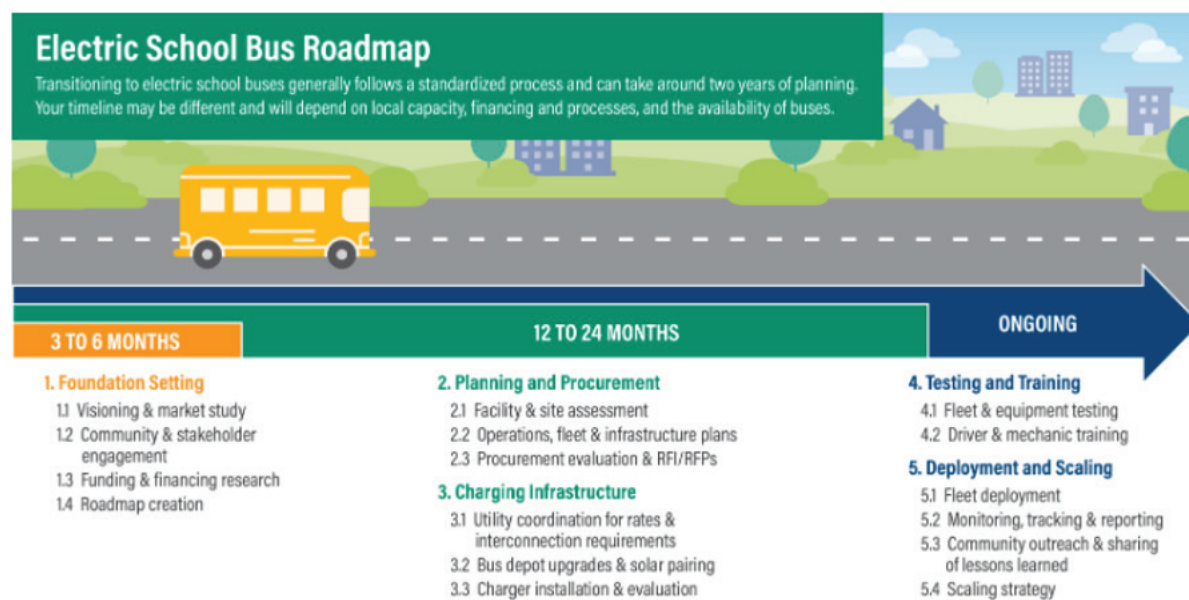 Electric School Bus Roadmap
Transitioning to electric school buses generally follows a standardized process and can take around two years of planning.
Your timeline may be different and will depend on local capacity, financing and processes, and the availability of buses.
3 TO 6 MONTHS
12 TO 24 MONTHS
ONGOING
1. Foundation Setting
1.1 Visioning & market study
1.2 Community & stakeholder
engagement
1.3 Funding & financing research
1.4 Roadmap creation
2. Planning and Procurement
2.1 Facility & site assessment
2.2 Operations, fleet & infrastructure plans
2.3 Procurement evaluation & RFI/RFPs
3. Charging Infrastructure
3.1 Utility coordination for rates &
interconnection requirements
3.2 Bus depot upgrades & solar pairing
3.3 Charger installation & evaluation
4. Testing and Training
4.1 Fleet & equipment testing
4.2 Driver & mechanic training
5. Deployment and Scaling
5.1 Fleet deployment
5.2 Monitoring, tracking & reporting
5.3 Community outreach & sharing
of lessons learned
5.4 Scaling strategy